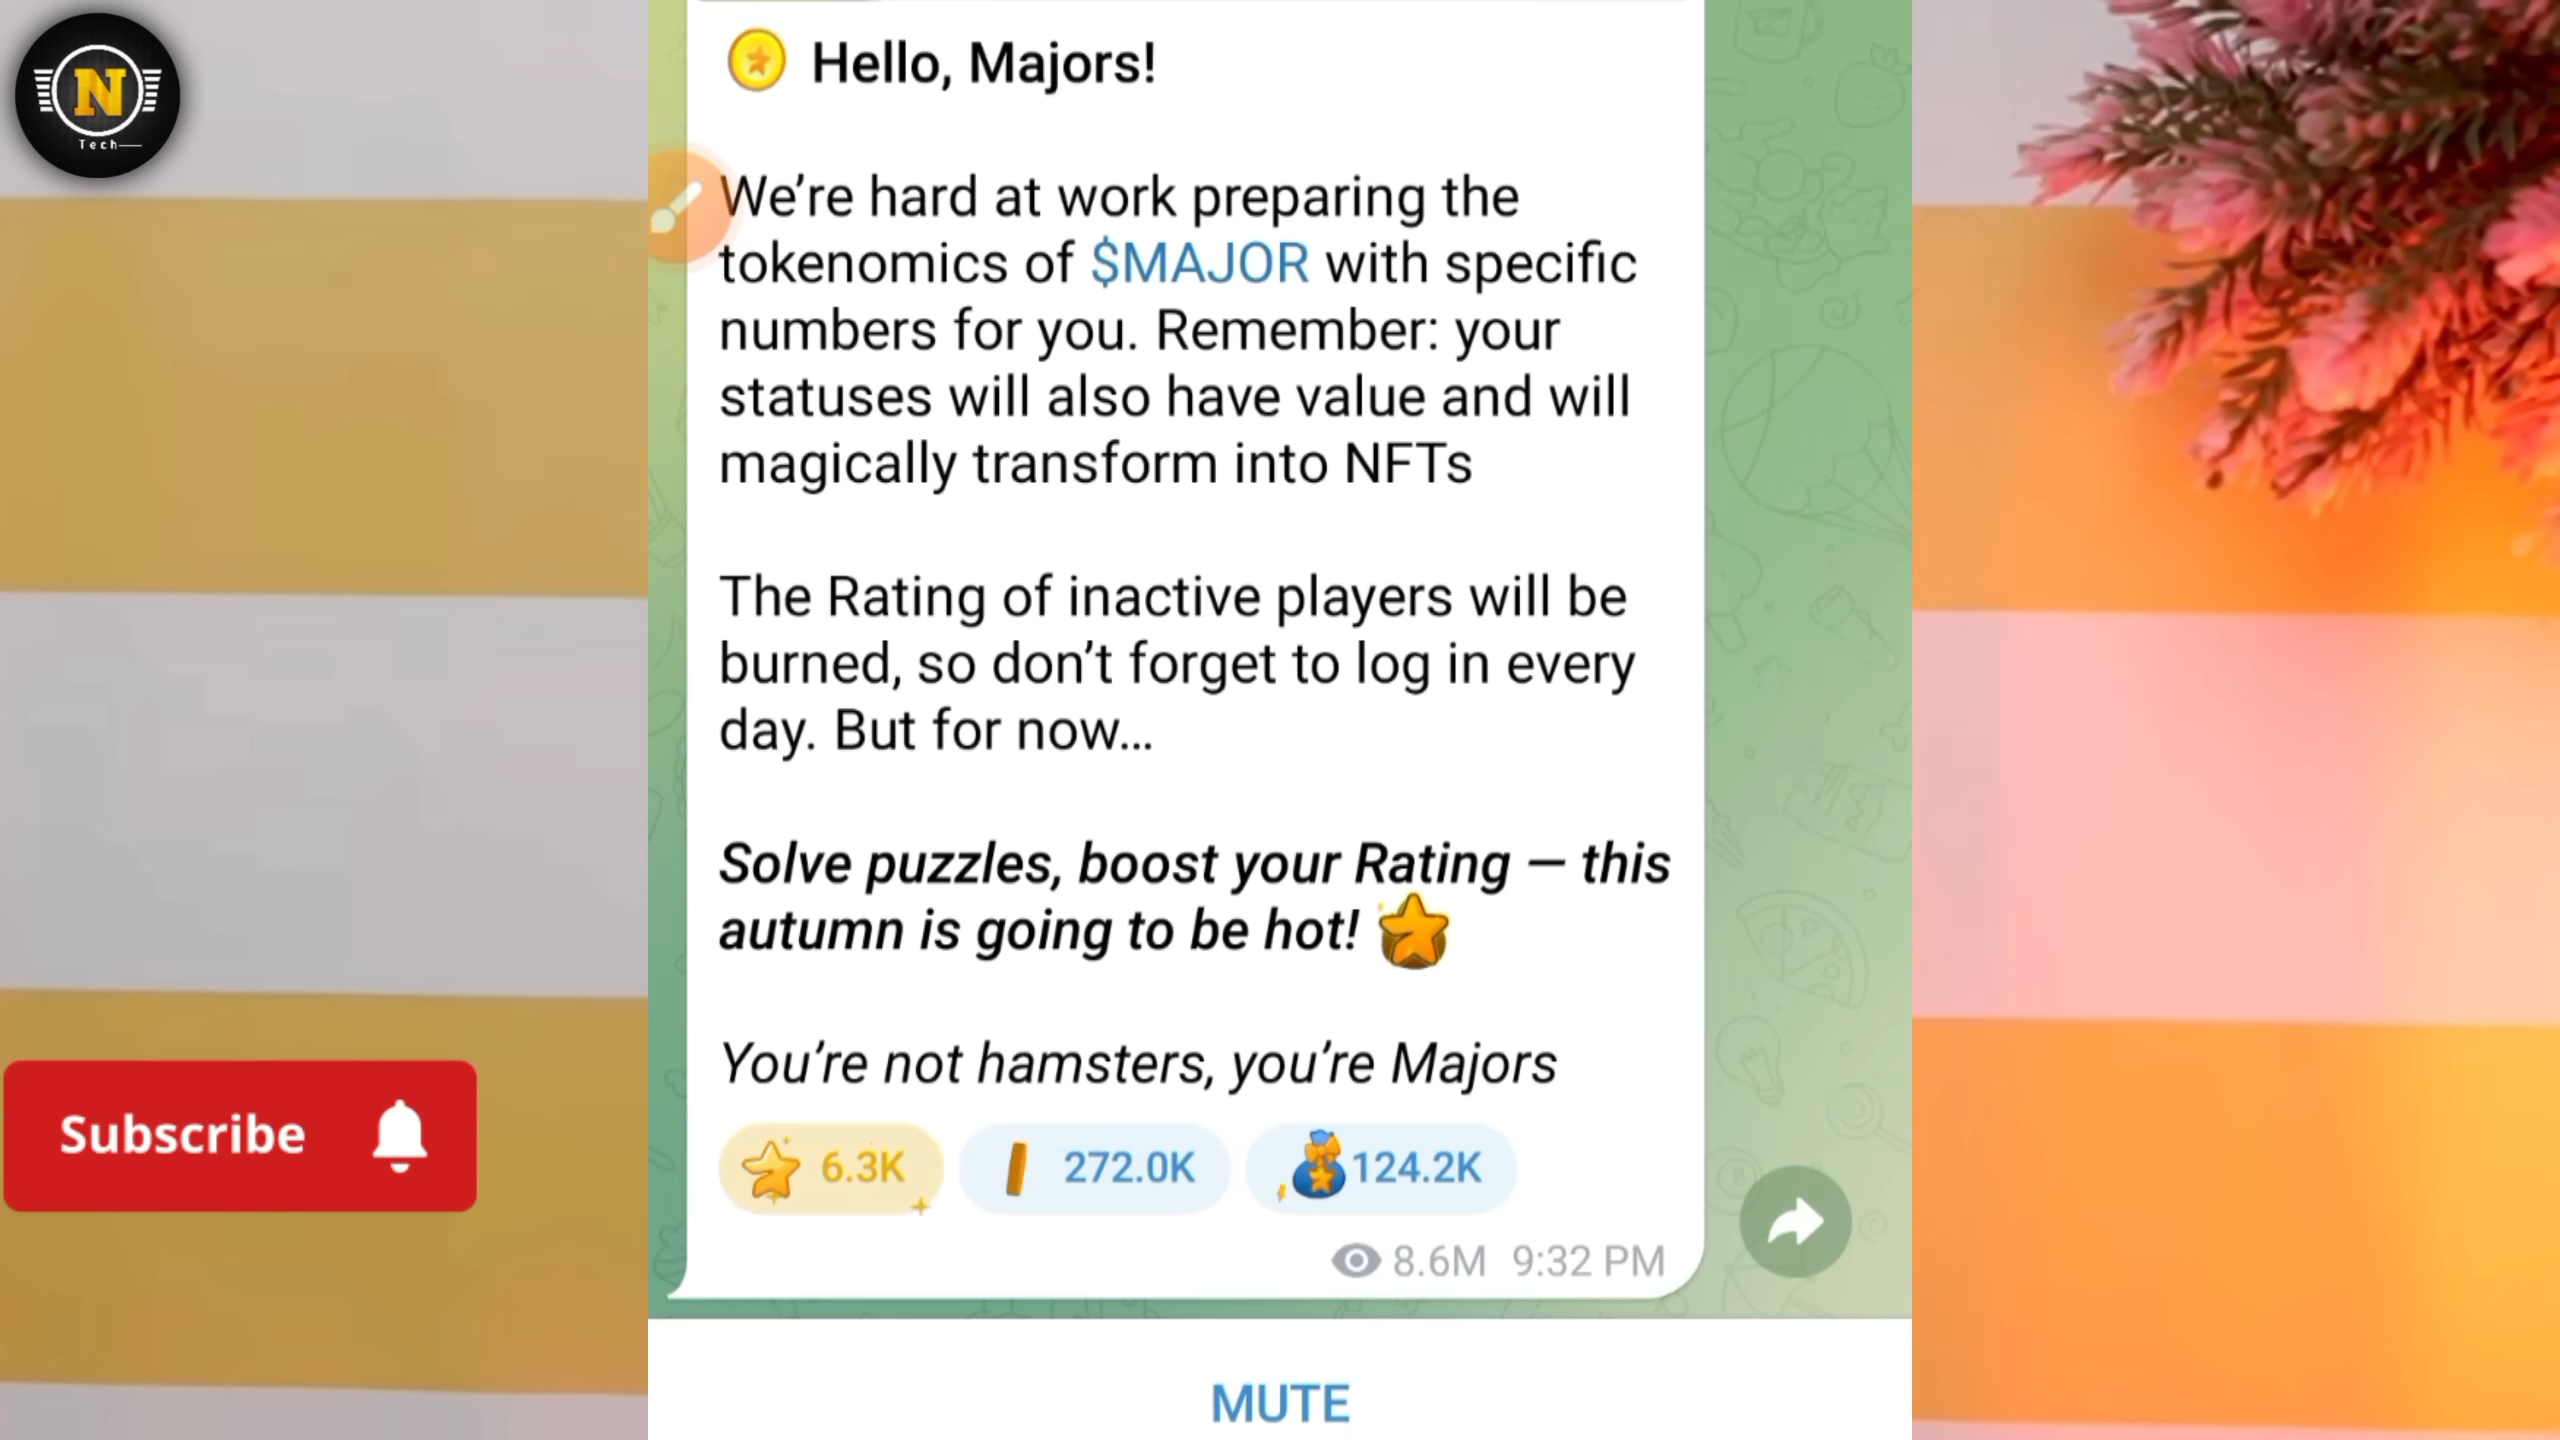 N
Tech
Hello, Majors!
We’re hard at work preparing the
tokenomics of $MAJOR with specific
numbers for you. Remember: your
statuses will also have value and will
magically transform into NFTs
The Rating of inactive players will be
burned, so don’t forget to log in every
day. But for now...
Solve puzzles, boost your Rating — this
autumn is going to be hot!
You’re not hamsters, you’re Majors
6.3K 272.0K 124.2K
8.6M 9:32 PM
Subscribe
MUTE